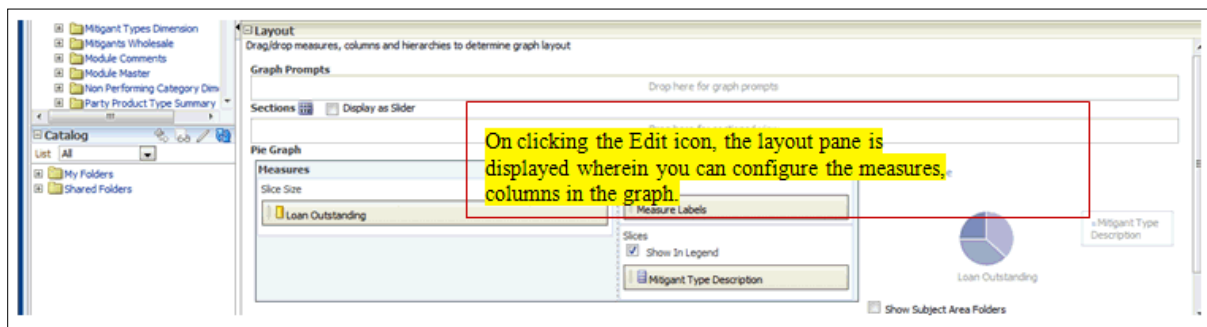 Mitigant Types Dimension
Mitigants Wholesale
Module Comments
Module Master
Non Performing Category Dim
Party Product Type Summary
Catalog
List All
My Folders
Shared Folders
Layout
Drag/drop measures, columns and hierarchies to determine graph layout
Graph Prompts
Drop here for graph prompts
Sections Display as Slider
Pie Graph
Measures
Slice Size
Loan Outstanding
On clicking the Edit icon, the layout pane is
displayed wherein you can configure the measures,
columns in the graph.
Measure Labels
Slices
Show In Legend
Mitigant Type Description
Mitigant Type
Description
Loan Outstanding
Show Subject Area Folders